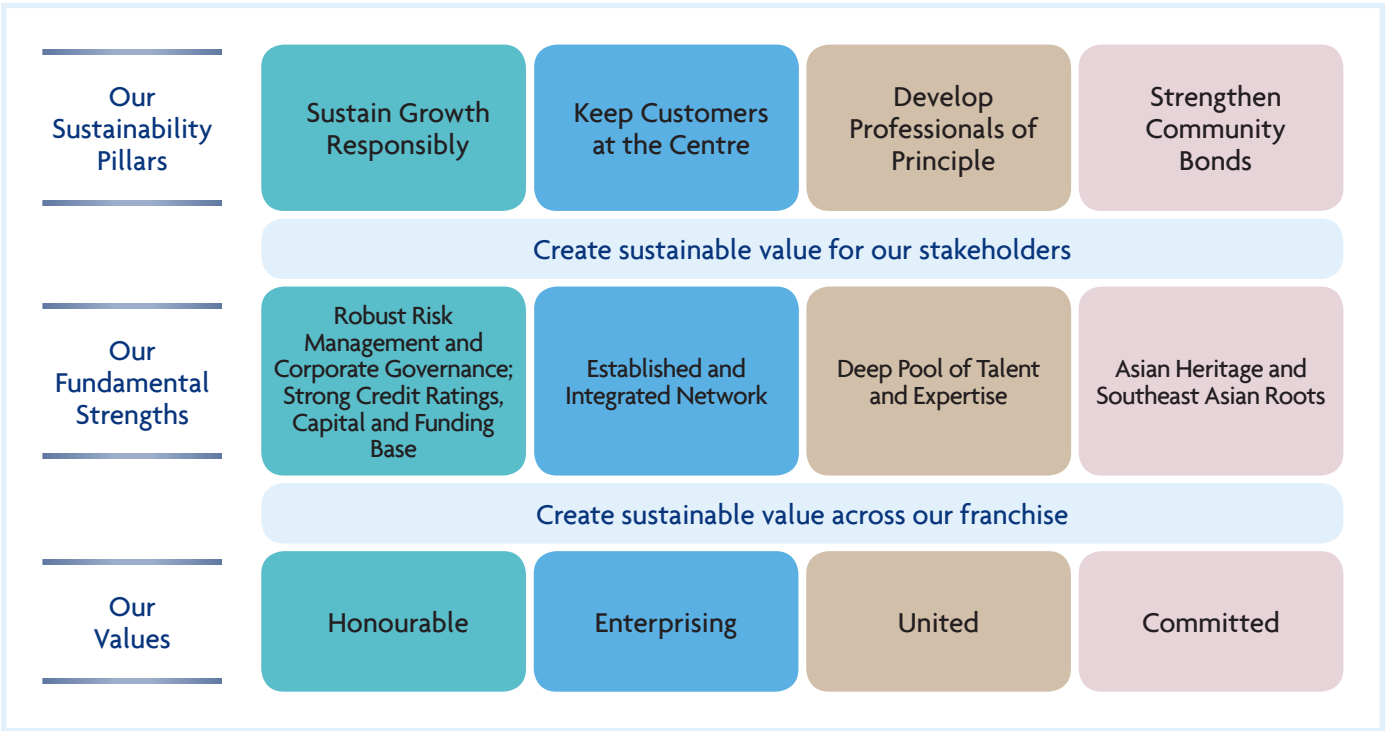 Our
Sustainability
Pillars
Sustain Growth
Responsibly
Keep Customers
at the Centre
Develop
Professionals of
Principle
Strengthen
Community
Bonds
Create sustainable value for our stakeholders
Our
Fundamental
Strengths
Robust Risk
Management and
Corporate Governance;
Strong Credit Ratings,
Capital and Funding
Base
Established and
Integrated Network
Deep Pool of Talent
and Expertise
Asian Heritage and
Southeast Asian Roots
Create sustainable value across our franchise
Our
Values
Honourable
Enterprising
United
Committed